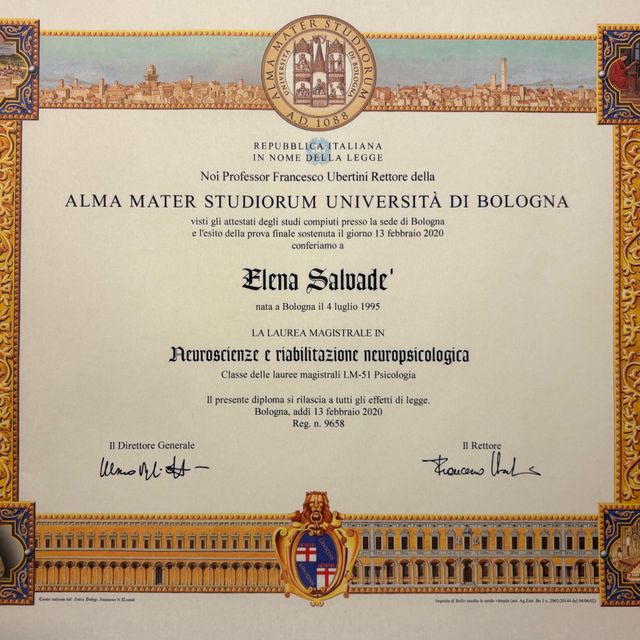 ALMA MATER STUDIORUM
UNIVERSITÀ DI BOLOGNA
A.D. 1088
REPUBBLICA ITALIANA
IN NOME DELLA LEGGE
Noi Professor Francesco Ubertini Rettore della
ALMA MATER STUDIORUM UNIVERSITÀ DI BOLOGNA
visti gli attestati degli studi compiuti presso la sede di Bologna
e l'esito della prova finale sostenuta il giorno 13 febbraio 2020
conferiamo a
Elena Salvade'
nata a Bologna il 4 luglio 1995
LA LAUREA MAGISTRALE IN
Neuroscienze e riabilitazione neuropsicologica
Classe delle lauree magistrali LM-51 Psicologia
Il presente diploma si rilascia a tutti gli effetti di legge.
Bologna, addì 13 febbraio 2020
Reg. n. 9658
Il Direttore Generale
Il Rettore